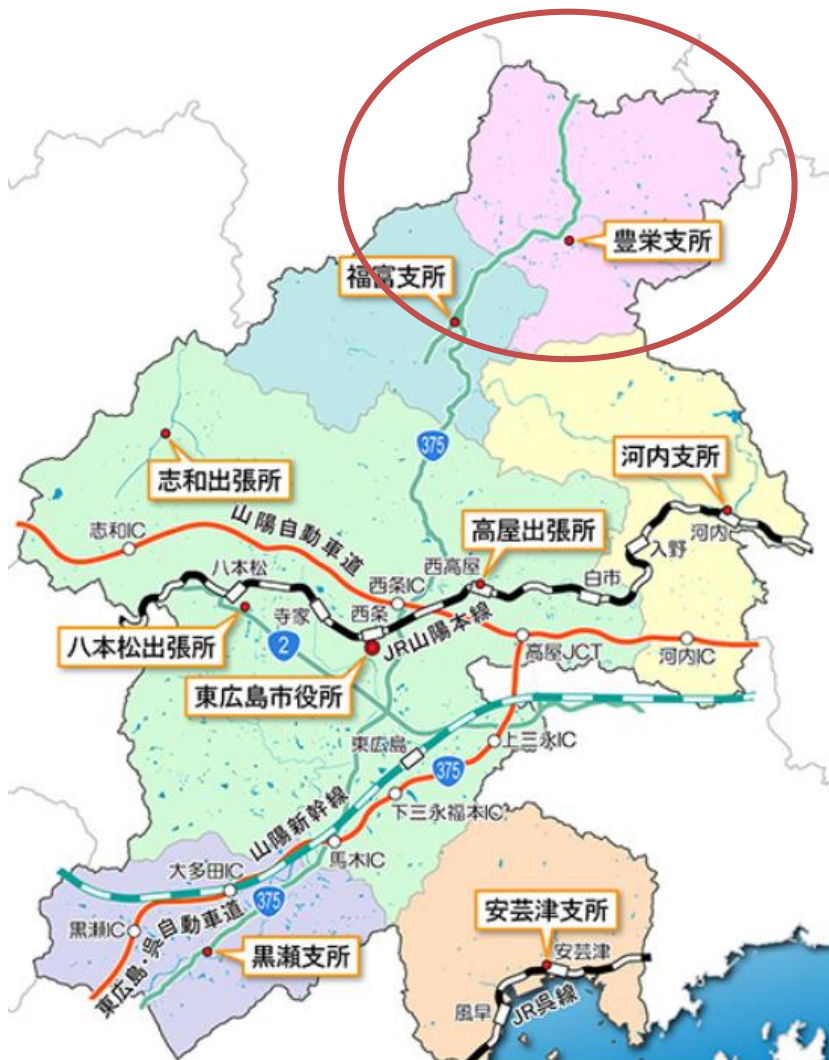 豊栄支所
福富支所
375
志和出張所
河内支所
志和IC
山陽自動車道
高屋出張所
河内
入野
八本松
西条IC
西高屋
白市
寺家
西条
八本松出張所
2
JR山陽本線
高屋JCT
河内IC
東広島市役所
東広島
上三永IC
375
下三永福本IC
山陽新幹線
馬木IC
大多田IC
375
黒瀬IC
東広島・呉自動車道
黒瀬支所
安芸津支所
安芸津
風早
JR呉線